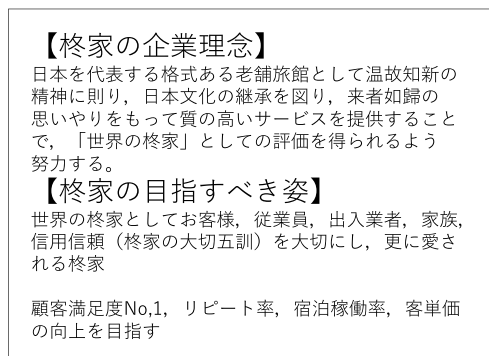 【柊家の企業理念】
日本を代表する格式ある老舗旅館として温故知新の
精神に則り，日本文化の継承を図り，来者如帰の
思いやりをもって質の高いサービスを提供すること
で，「世界の柊家」としての評価を得られるよう
努力する。
【柊家の目指すべき姿】
世界の柊家としてお客様，従業員，出入業者，家族，
信用信頼（柊家の大切五訓）を大切にし，更に愛さ
れる柊家
顧客満足度No,1，リピート率，宿泊稼働率，客単価
の向上を目指す